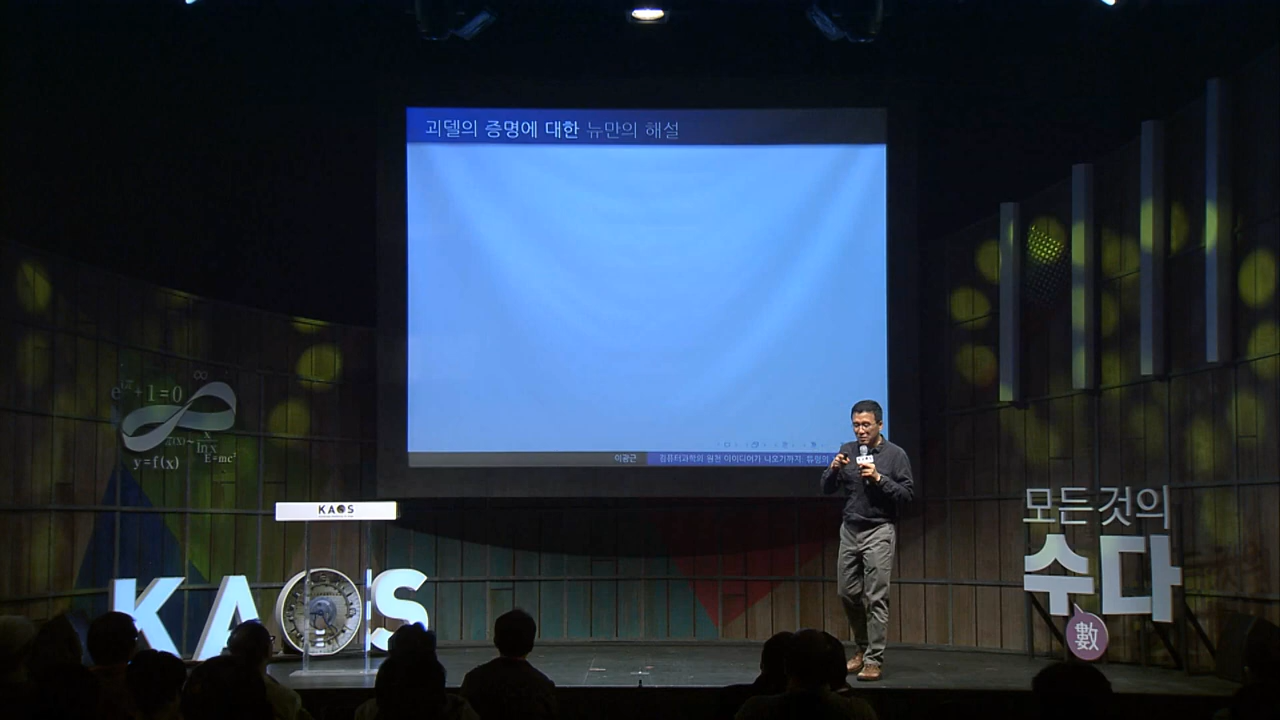 괴델의 증명에 대한 뉴만의 해설
이광근
컴퓨터과학의 원천 아이디어가 나오기까지: 튜링의
e^{iπ}+1=0
∞
x
ln x
E=mc²
y=f(x)
KAOS
KAOS
모든것의
수다
數